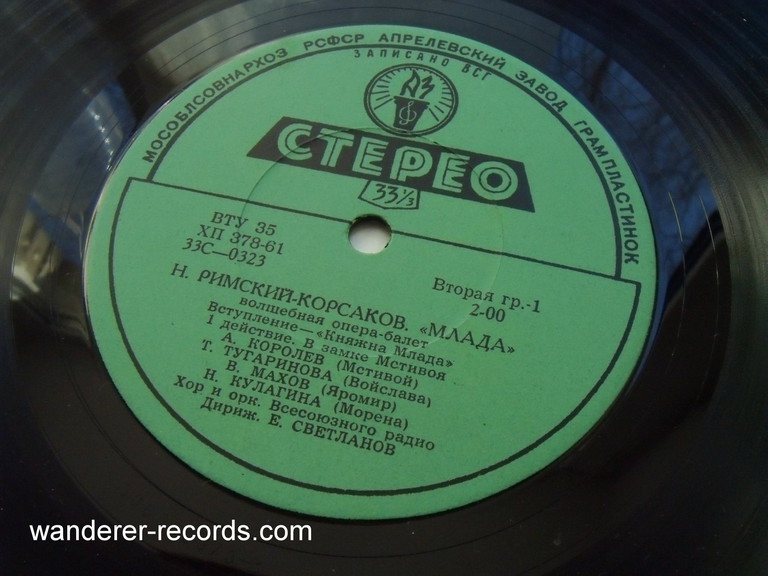 МОСОБЛСОВНАРХОЗ РСФСР АПРЕЛЕВСКИЙ ЗАВОД ГРАМПЛАСТИНОК
ЗАПИСАНО ВСГ
АЗ
СТЕРЕО
33⅓
ВТУ 35
ХП 378-61
33С—0323
Вторая гр.-1
2-00
Н. РИМСКИЙ-КОРСАКОВ. «МЛАДА»
волшебная опера-балет
Вступление—«Княжна Млада»
I действие. В замке Мстивоя
А. КОРОЛЕВ (Мстивой)
Т. ТУГАРИНОВА (Войслава)
В. МАХОВ (Яромир)
Н. КУЛАГИНА (Морена)
Хор и орк. Всесоюзного радио
Дириж. Е. СВЕТЛАНОВ
wanderer-records.com